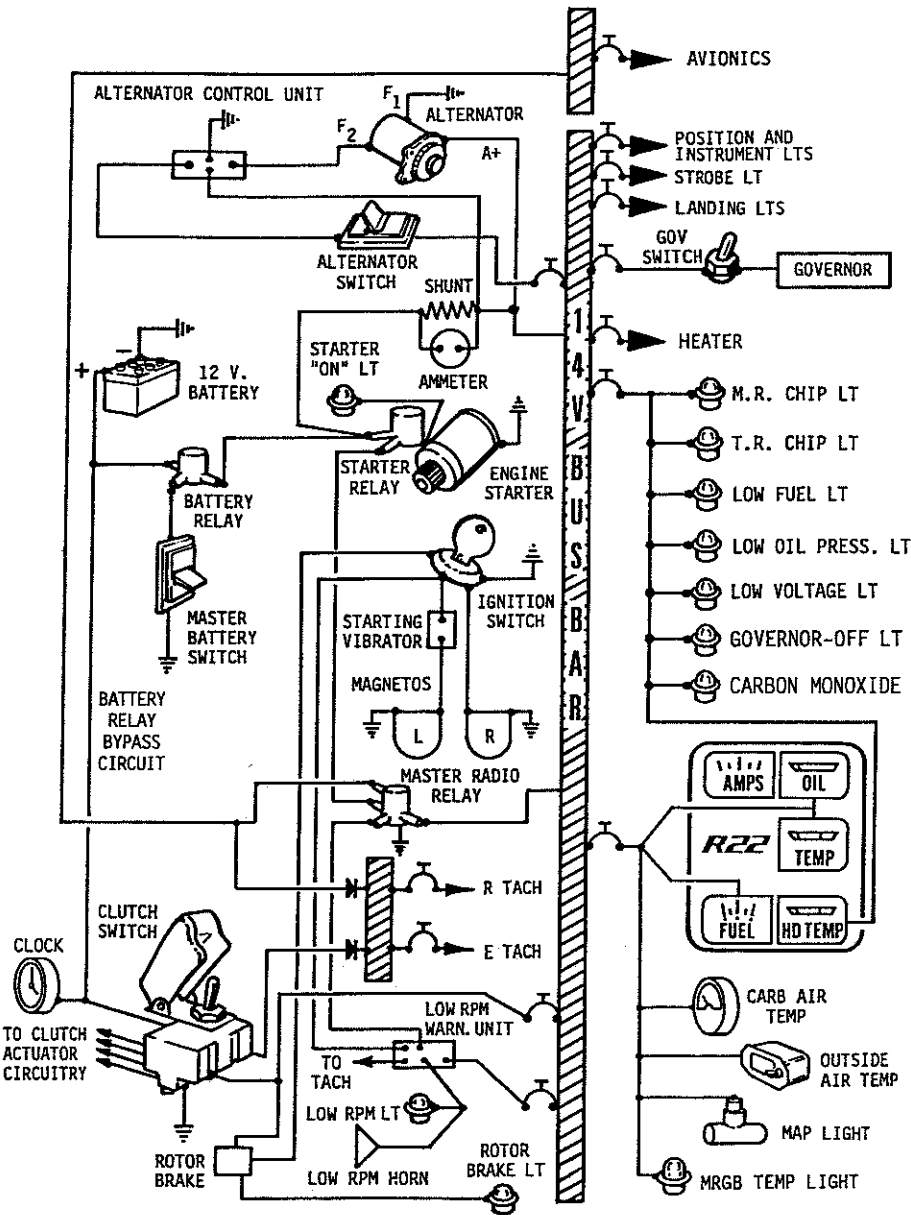 AVIONICS
ALTERNATOR CONTROL UNIT
F1
ALTERNATOR
F2
A+
POSITION AND
INSTRUMENT LTS
STROBE LT
LANDING LTS
ALTERNATOR
SWITCH
GOV
SWITCH
GOVERNOR
SHUNT
14V BUS BAR
HEATER
− 
+
12 V.
BATTERY
STARTER
"ON" LT
AMMETER
M.R. CHIP LT
T.R. CHIP LT
STARTER
RELAY
ENGINE
STARTER
BATTERY
RELAY
LOW FUEL LT
LOW OIL PRESS. LT
LOW VOLTAGE LT
GOVERNOR-OFF LT
CARBON MONOXIDE
IGNITION
SWITCH
MASTER
BATTERY
SWITCH
STARTING
VIBRATOR
MAGNETOS
L
R
BATTERY
RELAY
BYPASS
CIRCUIT
MASTER RADIO
RELAY
AMPS
OIL
R22
TEMP
FUEL
HD TEMP
R TACH
E TACH
CLUTCH
SWITCH
CLOCK
TO CLUTCH
ACTUATOR
CIRCUITRY
LOW RPM
WARN. UNIT
TO
TACH
LOW RPM LT
LOW RPM HORN
ROTOR
BRAKE
ROTOR
BRAKE LT
CARB AIR
TEMP
OUTSIDE
AIR TEMP
MAP LIGHT
MRGB TEMP LIGHT